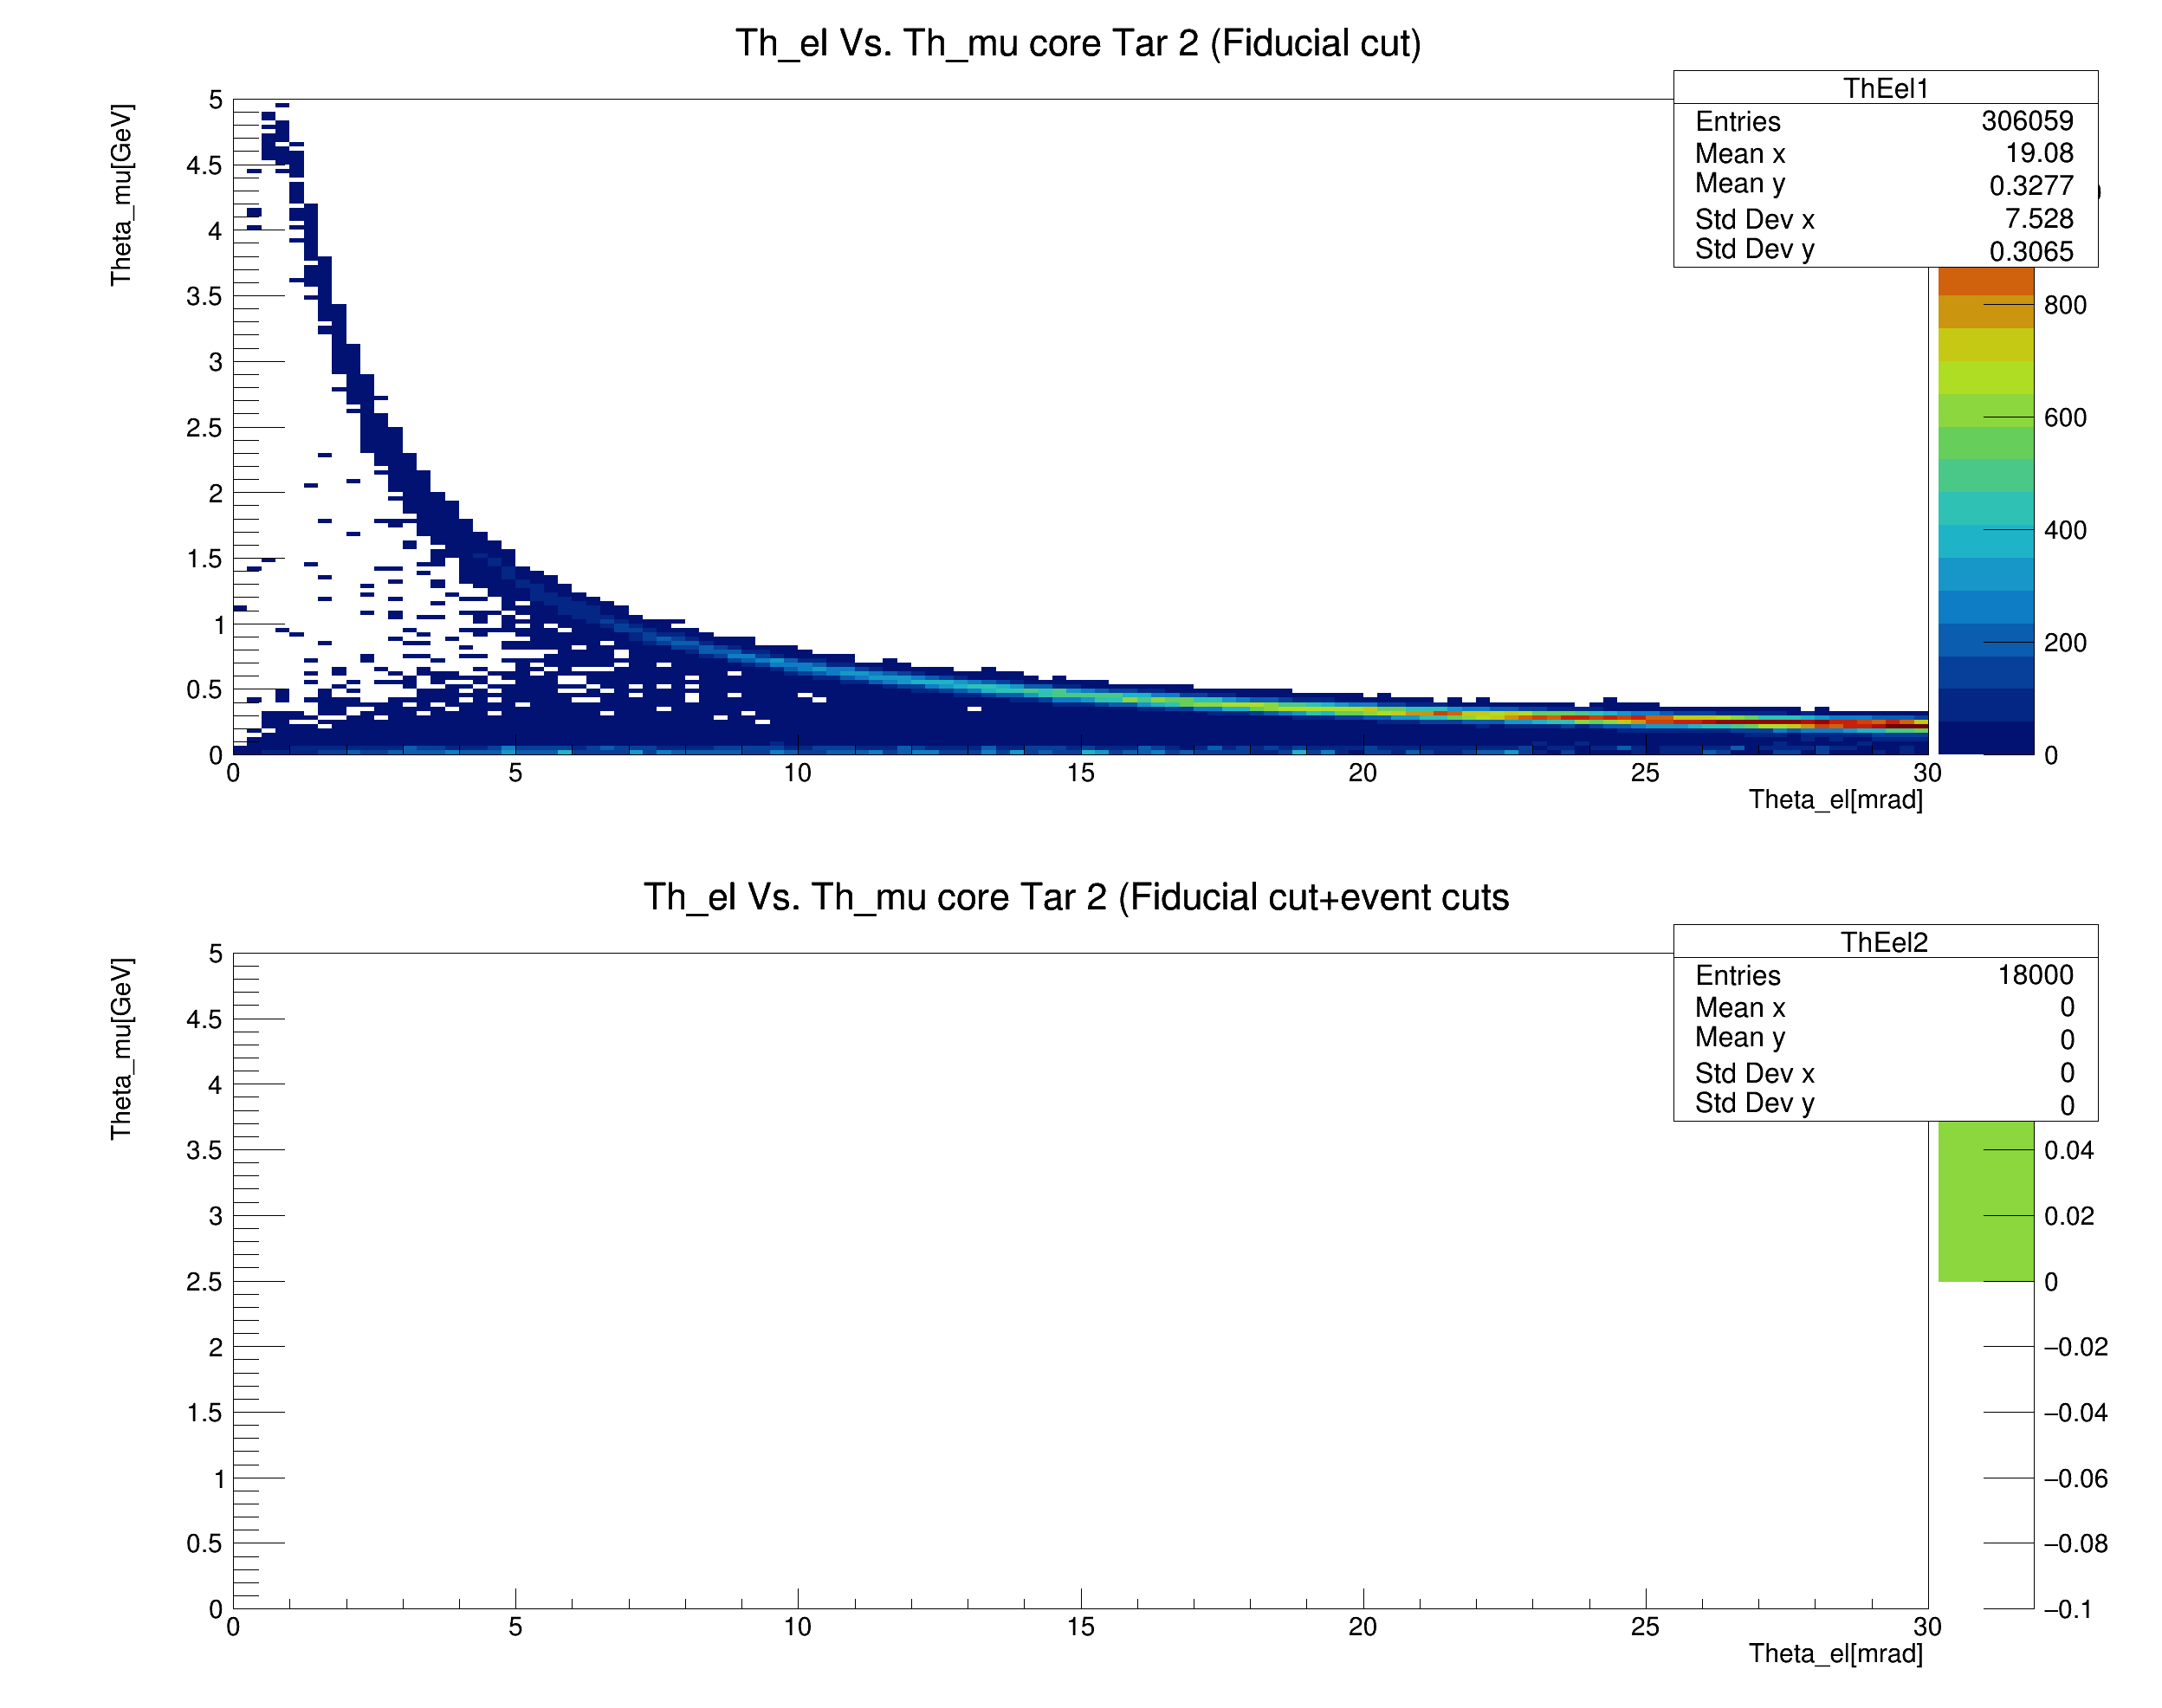 Th_el Vs. Th_mu core Tar 2 (Fiducial cut)
ThEel1
Entries 306059
Mean x 19.08
Mean y 0.3277
Std Dev x 7.528
Std Dev y 0.3065
Theta_mu[GeV]
5
4.5
4
3.5
3
2.5
2
1.5
1
0.5
0
0 5 10 15 20 25 30
Theta_el[mrad]
800
600
400
200
0
Th_el Vs. Th_mu core Tar 2 (Fiducial cut+event cuts
ThEel2
Entries 18000
Mean x 0
Mean y 0
Std Dev x 0
Std Dev y 0
Theta_mu[GeV]
5
4.5
4
3.5
3
2.5
2
1.5
1
0.5
0
0 5 10 15 20 25 30
Theta_el[mrad]
0.04
0.02
0
−0.02
−0.04
−0.06
−0.08
−0.1